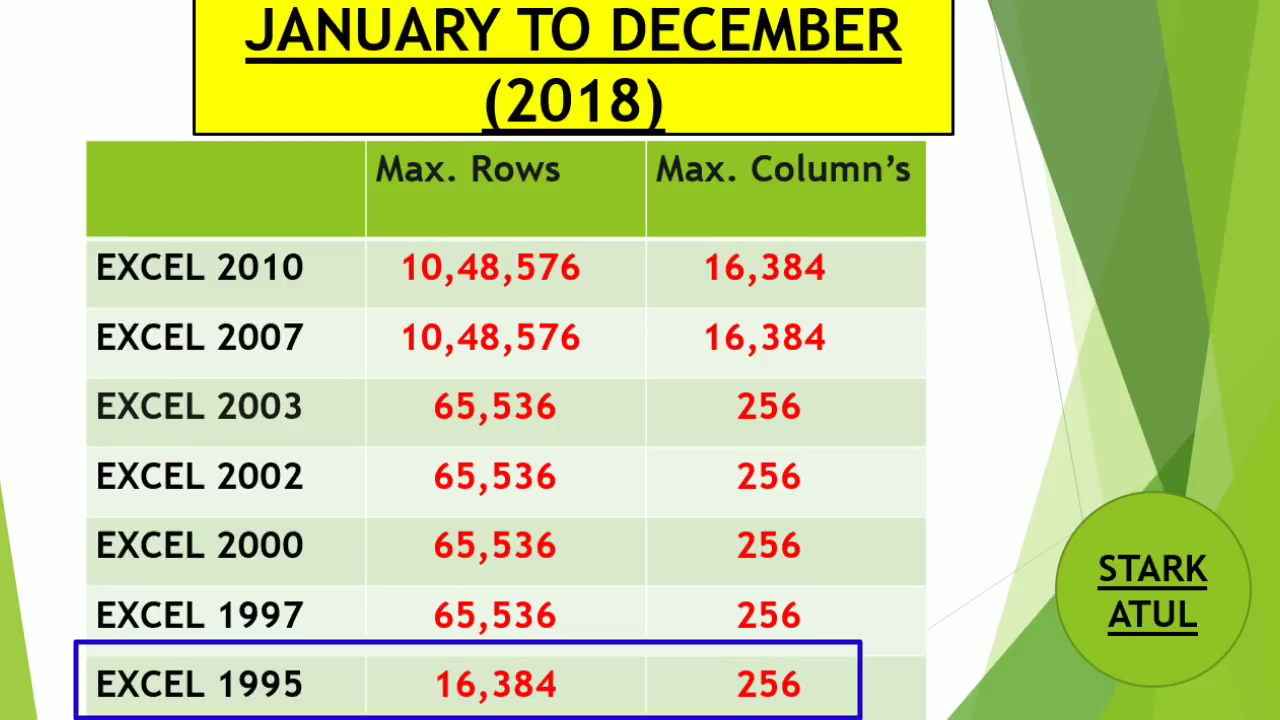 JANUARY TO DECEMBER
(2018)
Max. Rows Max. Column’s
EXCEL 2010 10,48,576 16,384
EXCEL 2007 10,48,576 16,384
EXCEL 2003 65,536 256
EXCEL 2002 65,536 256
EXCEL 2000 65,536 256
EXCEL 1997 65,536 256
EXCEL 1995 16,384 256
STARK
ATUL